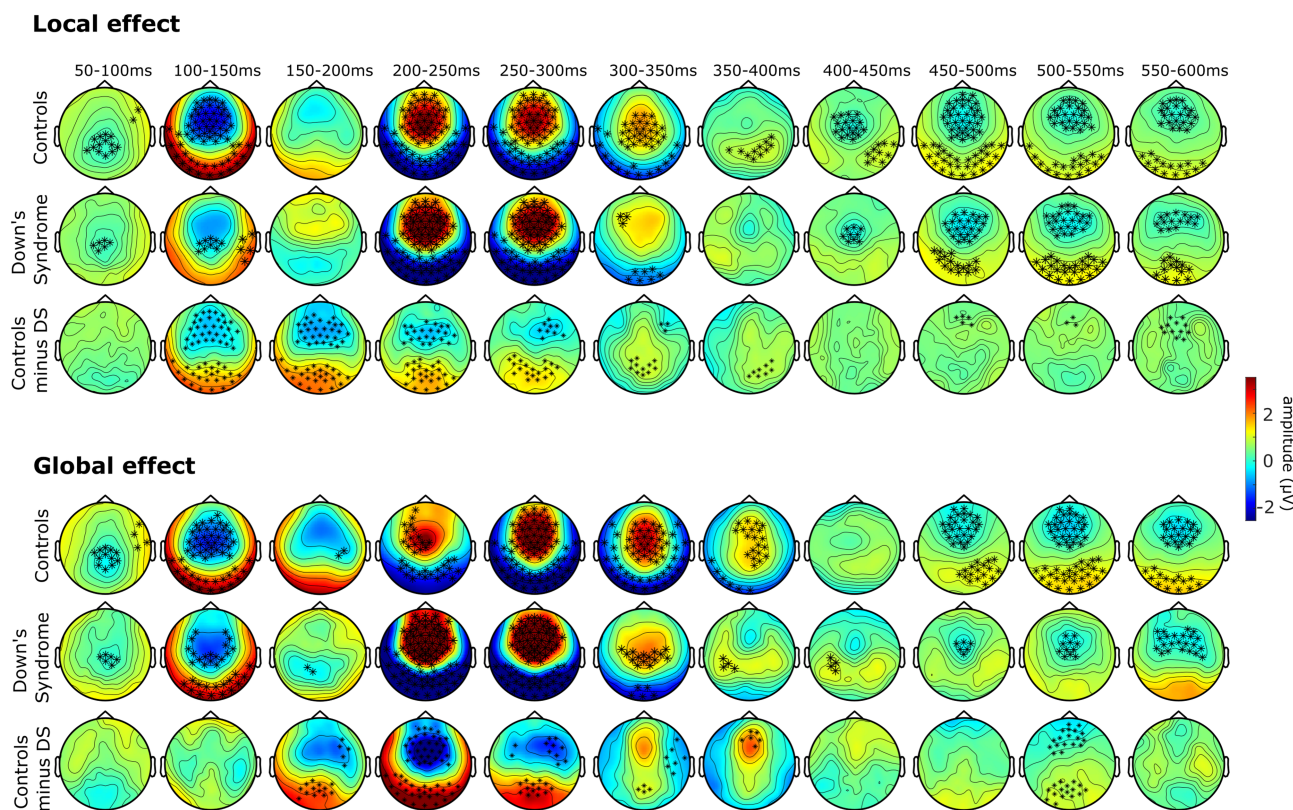 Local effect
50-100ms 100-150ms 150-200ms 200-250ms 250-300ms 300-350ms 350-400ms 400-450ms 450-500ms 500-550ms 550-600ms
Controls
Down's
Syndrome
Controls
minus DS
2
0
-2
amplitude (µV)
Global effect
Controls
Down's
Syndrome
Controls
minus DS